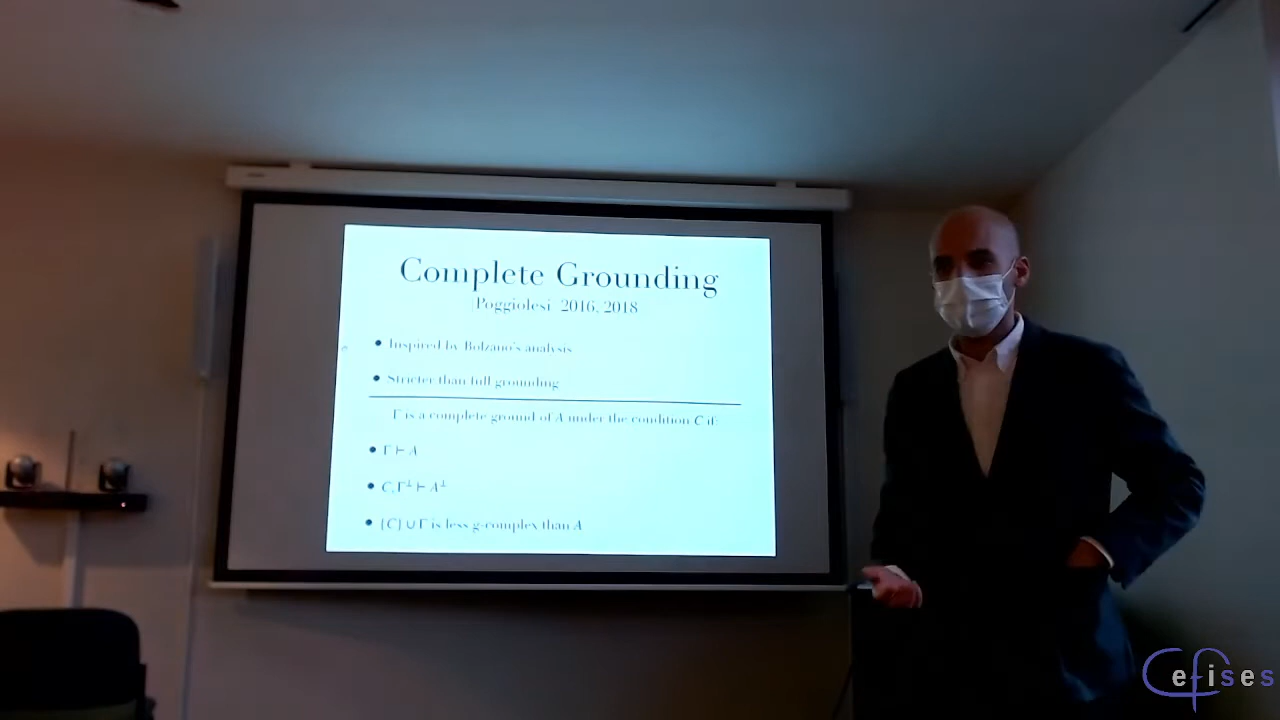 Complete Grounding
Poggiolesi 2016, 2018
• Inspired by Bolzano's analysis
• Stricter than full grounding
Γ is a complete ground of A under the condition C if:
• Γ ⊢ A
• C, Γ⊥ ⊢ A⊥
• {C} ∪ Γ is less g-complex than A
Cefises